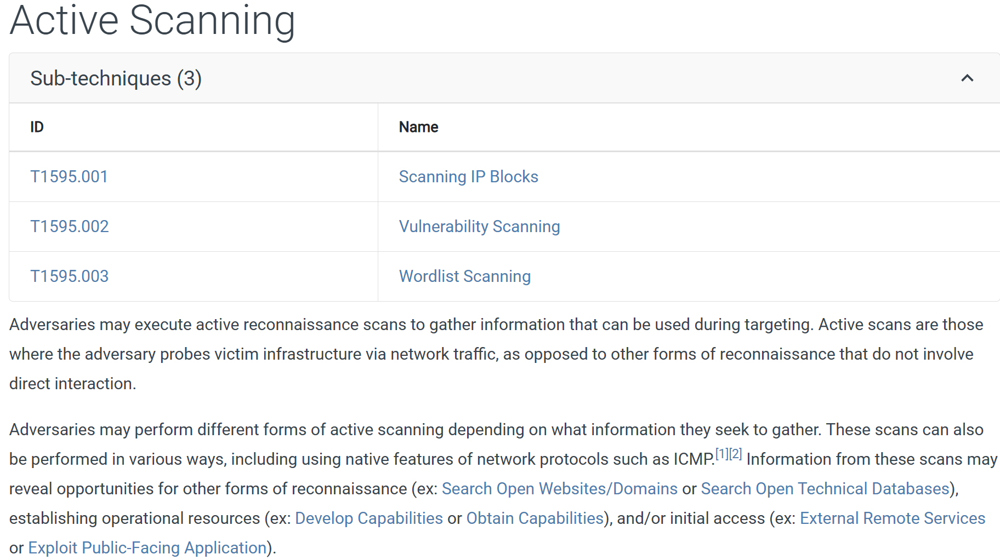 Active Scanning
Sub-techniques (3)
ID Name
T1595.001 Scanning IP Blocks
T1595.002 Vulnerability Scanning
T1595.003 Wordlist Scanning
Adversaries may execute active reconnaissance scans to gather information that can be used during targeting. Active scans are those
where the adversary probes victim infrastructure via network traffic, as opposed to other forms of reconnaissance that do not involve
direct interaction.
Adversaries may perform different forms of active scanning depending on what information they seek to gather. These scans can also
be performed in various ways, including using native features of network protocols such as ICMP.[1][2] Information from these scans may
reveal opportunities for other forms of reconnaissance (ex: Search Open Websites/Domains or Search Open Technical Databases),
establishing operational resources (ex: Develop Capabilities or Obtain Capabilities), and/or initial access (ex: External Remote Services
or Exploit Public-Facing Application).